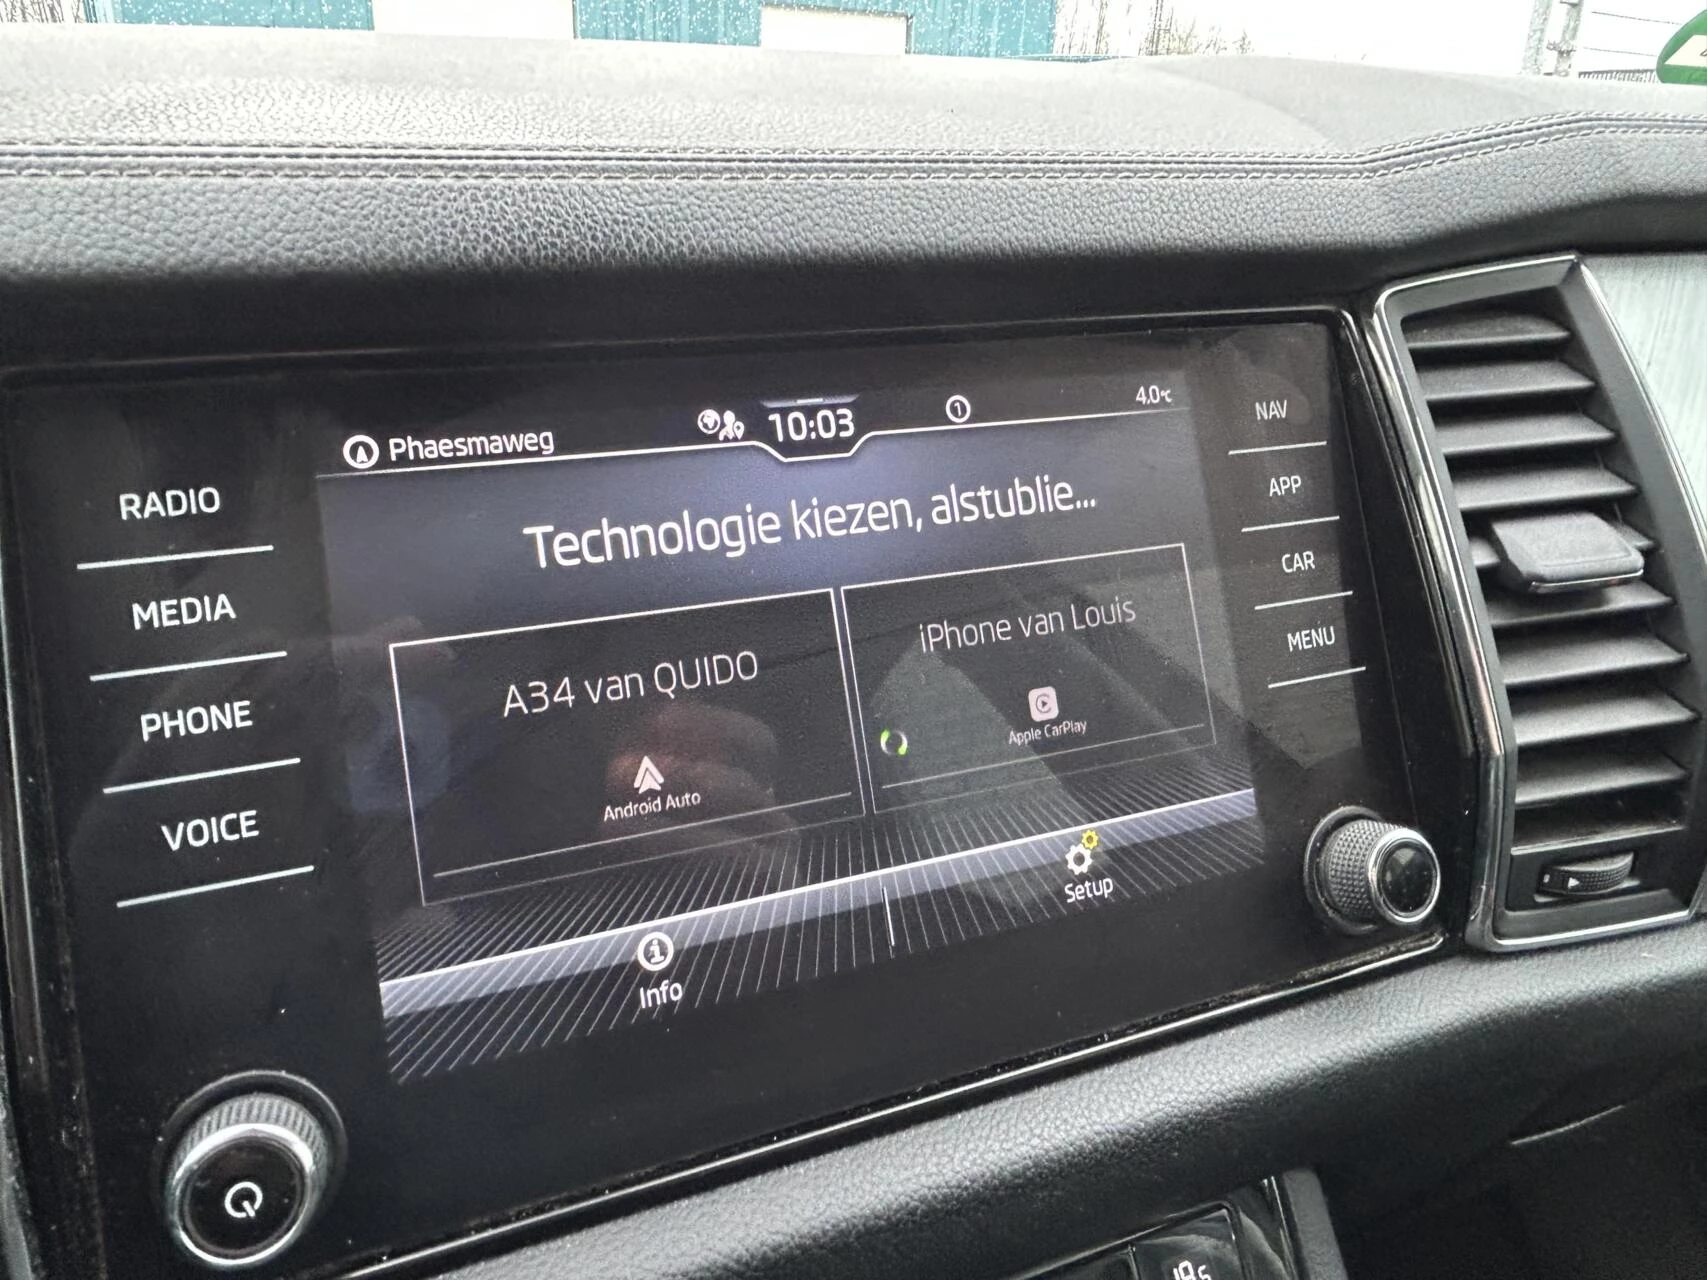 Phaesmaweg
10:03
1
4.0°C
Technologie kiezen, alstublie...
A34 van QUIDO
Android Auto
iPhone van Louis
Apple CarPlay
Info
Setup
RADIO
MEDIA
PHONE
VOICE
NAV
APP
CAR
MENU